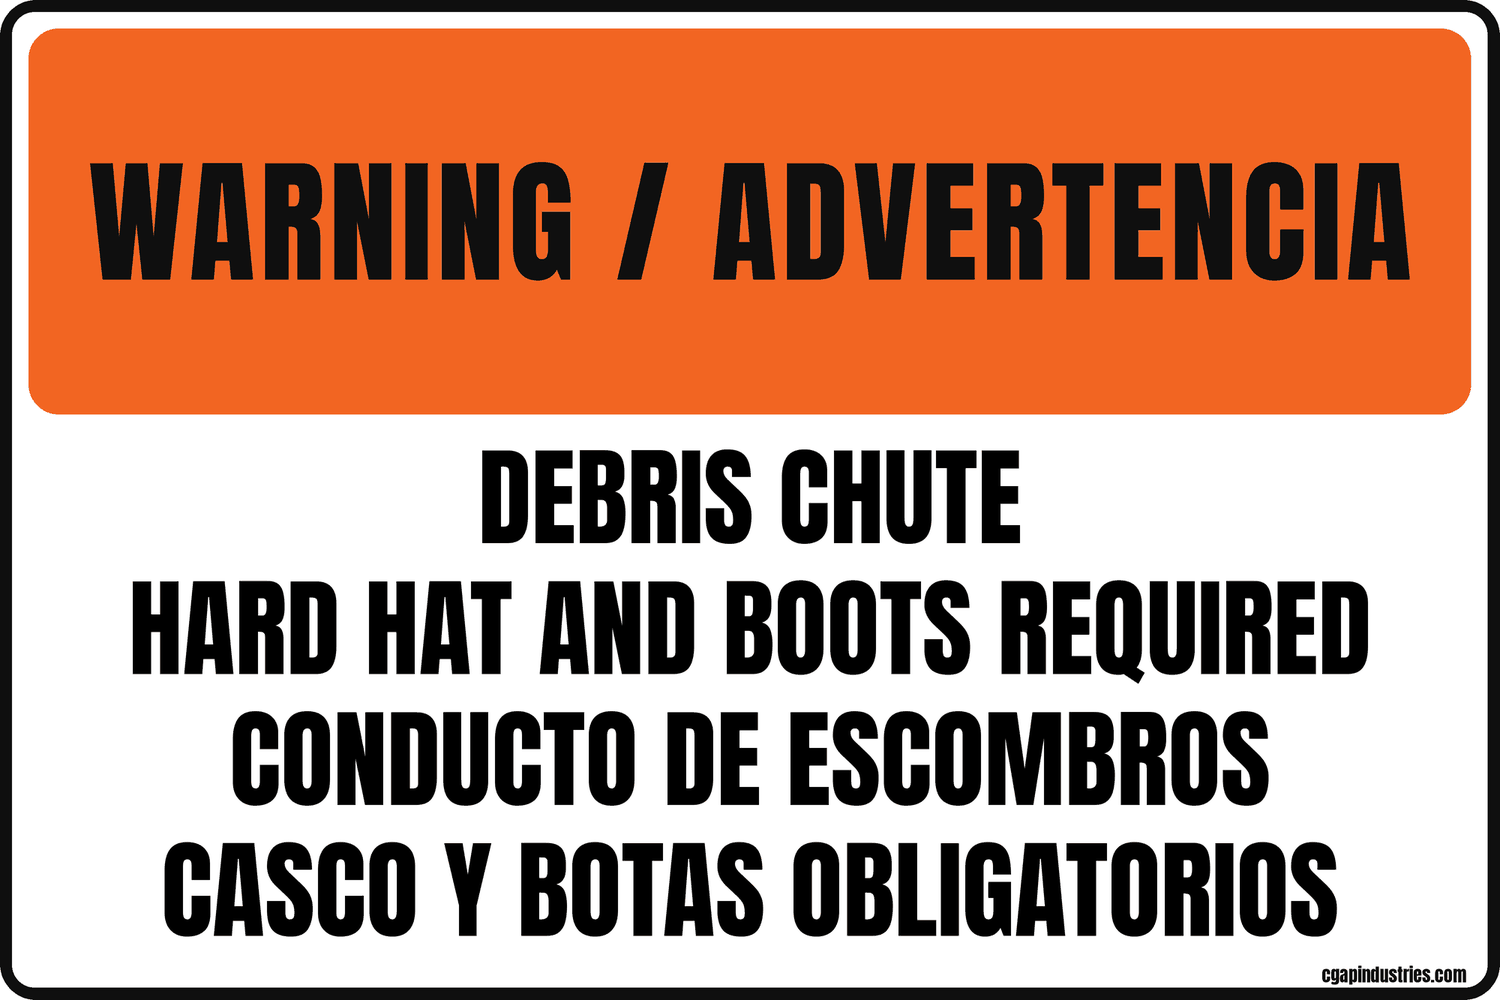 WARNING / ADVERTENCIA
DEBRIS CHUTE
HARD HAT AND BOOTS REQUIRED
CONDUCTO DE ESCOMBROS
CASCO Y BOTAS OBLIGATORIOS
cgapindustries.com